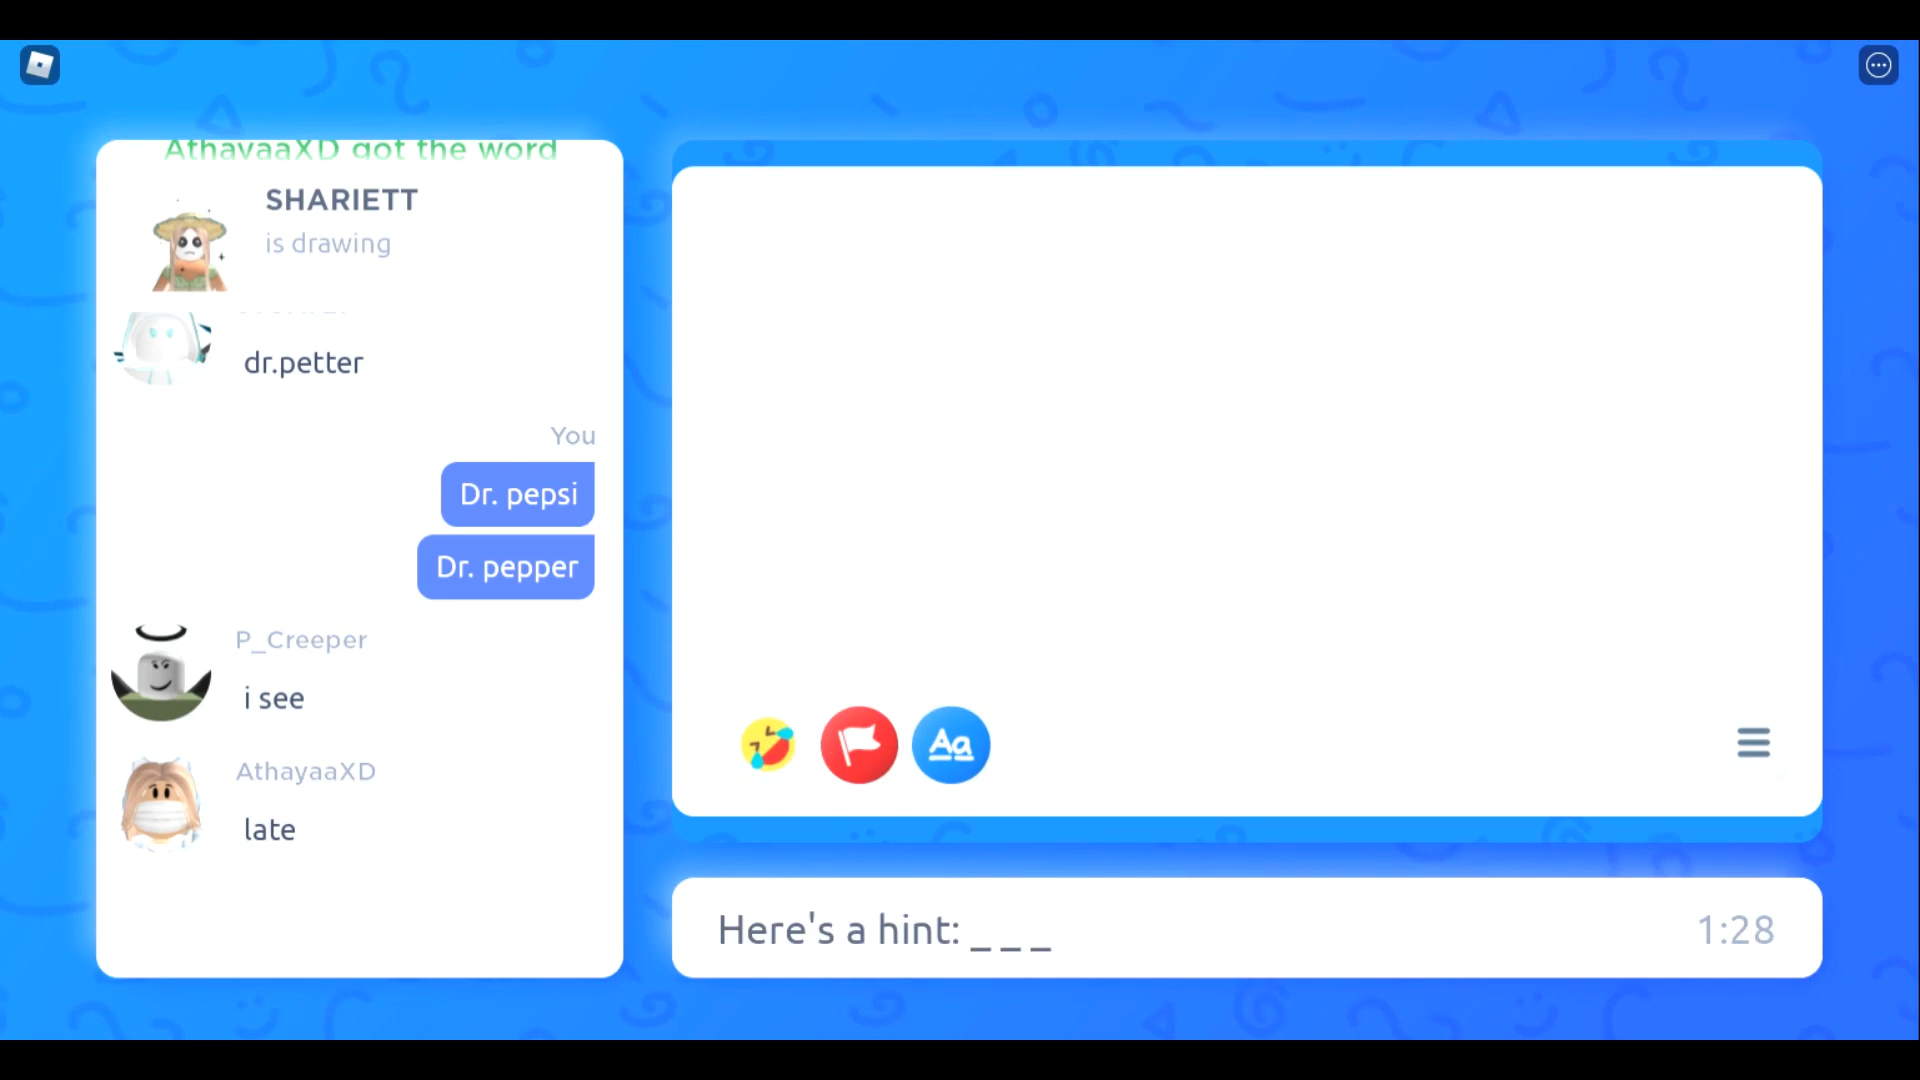 AthayaaXD got the word
SHARIETT
is drawing
dr.petter
You
Dr. pepsi
Dr. pepper
P_Creeper
i see
AthayaaXD
late
Aa
Here's a hint: _ _ _
1:28